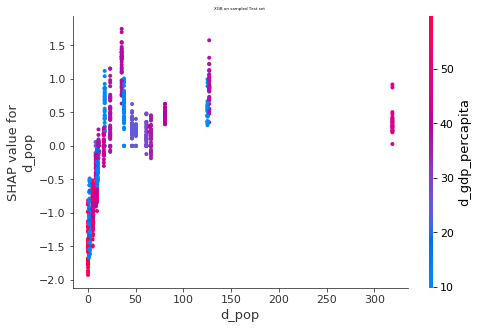 XGB on sampled Test set
1.5
1.0
0.5
0.0
−0.5
−1.0
−1.5
−2.0
SHAP value for
d_pop
0 50 100 150 200 250 300
d_pop
50
40
30
20
10
d_gdp_percapita